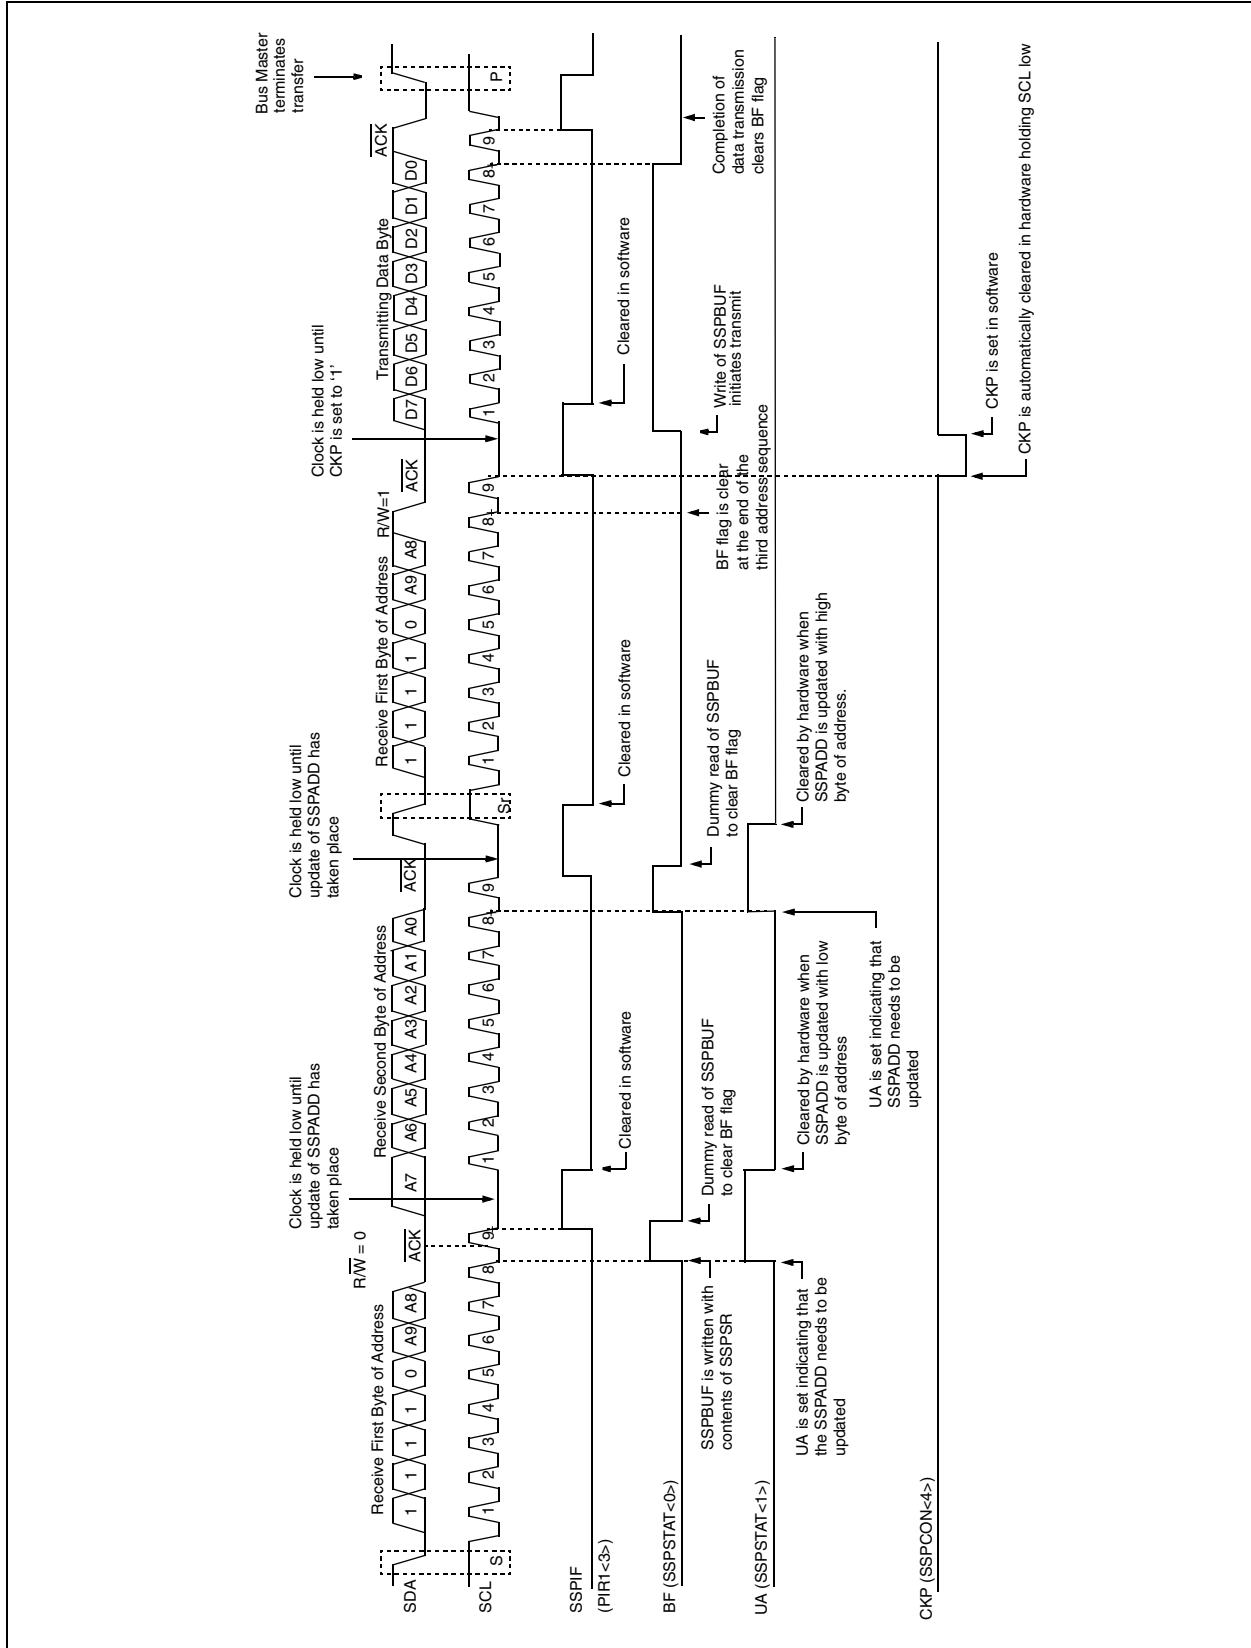 Bus Master
terminates
transfer
Clock is held low until
update of SSPADD has
taken place
Clock is held low until
update of SSPADD has
taken place
Clock is held low until
CKP is set to ‘1’
R/W = 0
R/W=1
Receive First Byte of Address
ACK
Receive Second Byte of Address
ACK
Receive First Byte of Address
ACK
Transmitting Data Byte
ACK
SDA
1 1 1 1 0 A9 A8
A7 A6 A5 A4 A3 A2 A1 A0
1 1 1 1 0 A9 A8
D7 D6 D5 D4 D3 D2 D1 D0
SCL
S 1 2 3 4 5 6 7 8 9
1 2 3 4 5 6 7 8 9
Sr 1 2 3 4 5 6 7 8 9
1 2 3 4 5 6 7 8 9 P
SSPIF
(PIR1<3>)
Cleared in software
Cleared in software
Cleared in software
BF (SSPSTAT<0>)
SSPBUF is written with
contents of SSPSR
Dummy read of SSPBUF
to clear BF flag
Dummy read of SSPBUF
to clear BF flag
BF flag is clear
at the end of the
third address sequence
Write of SSPBUF
initiates transmit
Completion of
data transmission
clears BF flag
UA (SSPSTAT<1>)
UA is set indicating that
the SSPADD needs to be
updated
Cleared by hardware when
SSPADD is updated with low
byte of address
UA is set indicating that
SSPADD needs to be
updated
Cleared by hardware when
SSPADD is updated with high
byte of address.
CKP (SSPCON<4>)
CKP is set in software
CKP is automatically cleared in hardware holding SCL low